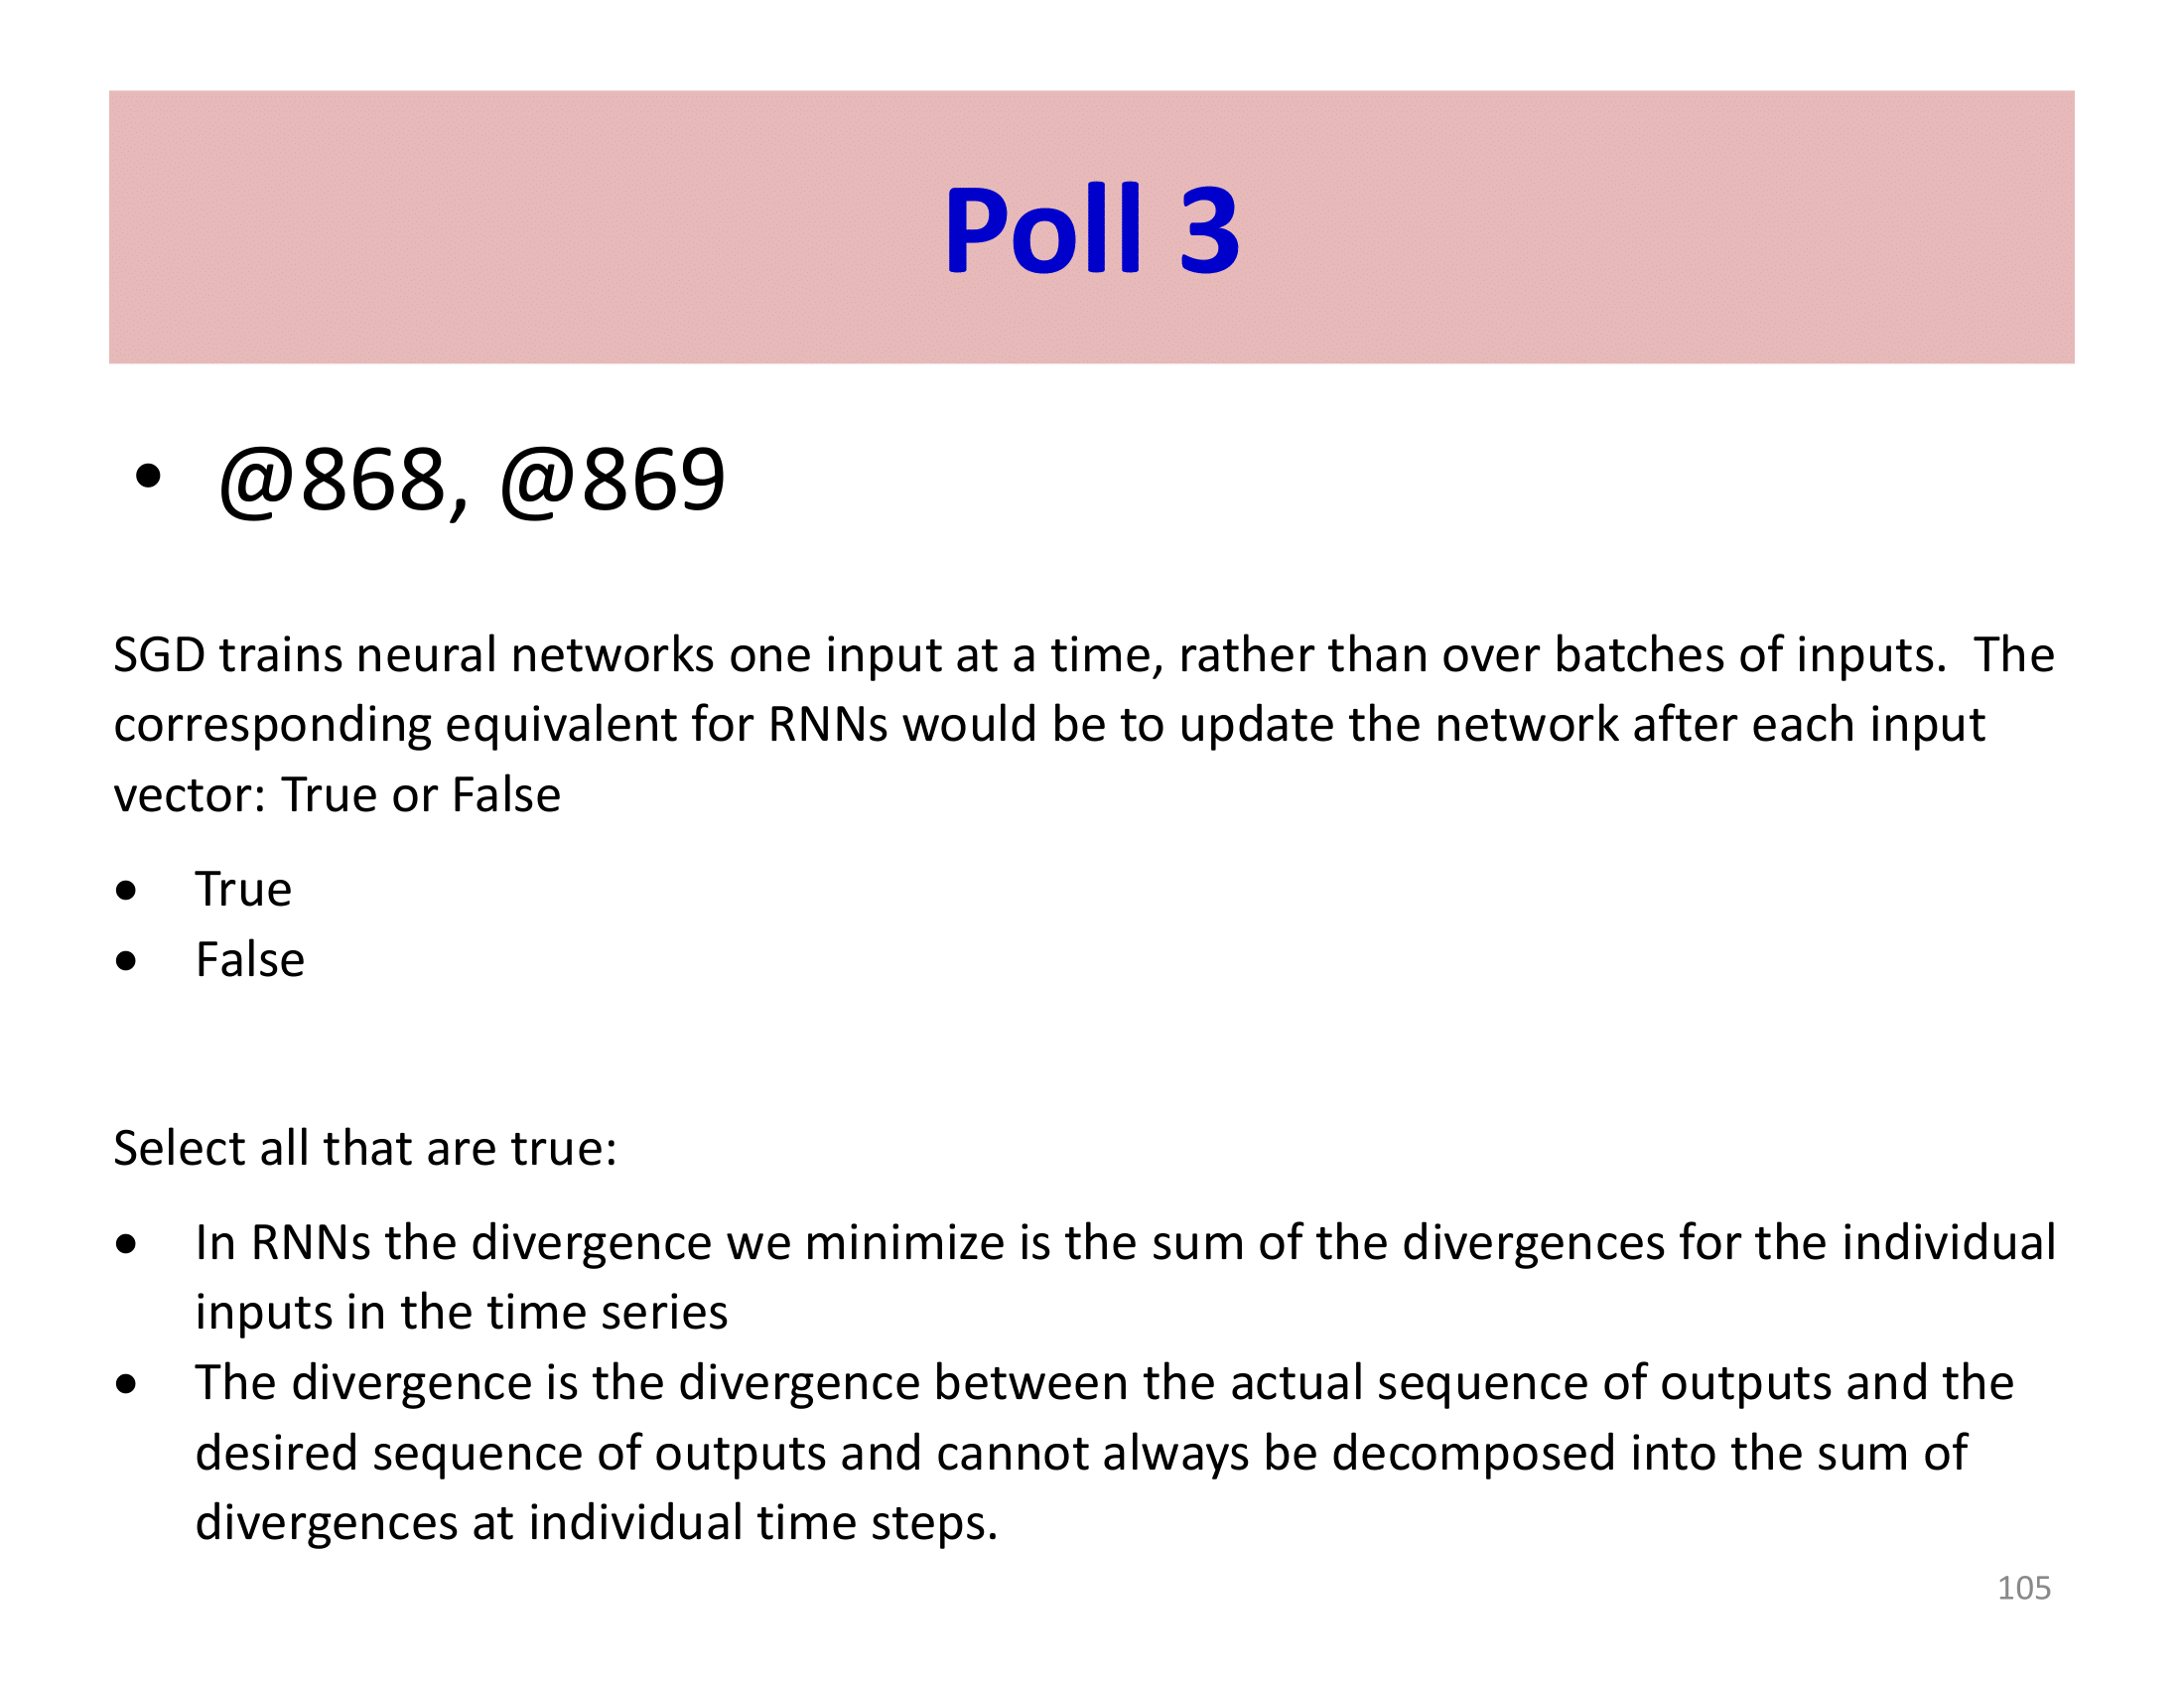 Poll 3
• @868, @869
SGD trains neural networks one input at a time, rather than over batches of inputs.  The
corresponding equivalent for RNNs would be to update the network after each input
vector: True or False
• True
• False
Select all that are true:
• In RNNs the divergence we minimize is the sum of the divergences for the individual
inputs in the time series
• The divergence is the divergence between the actual sequence of outputs and the
desired sequence of outputs and cannot always be decomposed into the sum of
divergences at individual time steps.
105